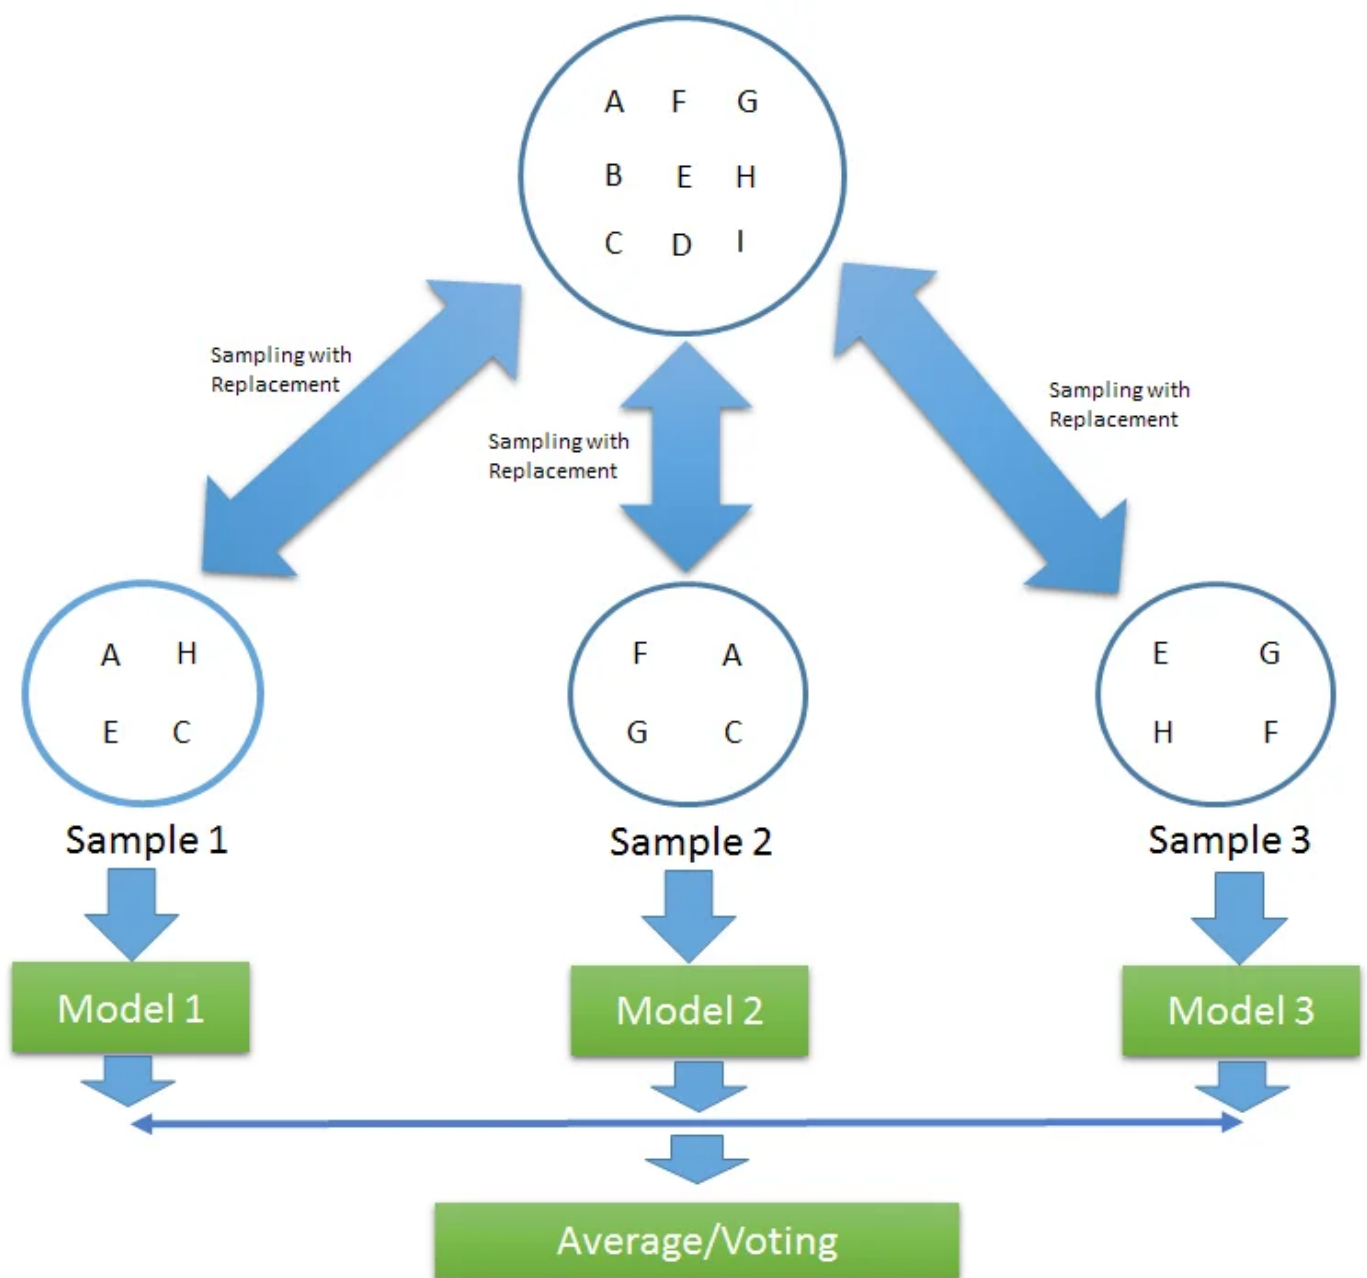 A F G
B E H
C D I
Sampling with
Replacement
Sampling with
Replacement
Sampling with
Replacement
A H
E C
F A
G C
E G
H F
Sample 1
Sample 2
Sample 3
Model 1
Model 2
Model 3
Average/Voting